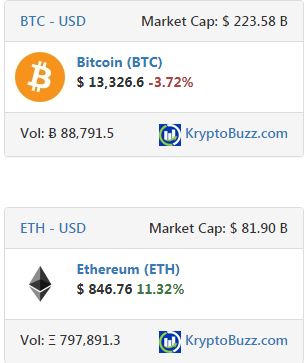 BTC - USD Market Cap: $ 223.58 B
Bitcoin (BTC)
$ 13,326.6 -3.72%
Vol: Ƀ 88,791.5 KryptoBuzz.com
ETH - USD Market Cap: $ 81.90 B
Ethereum (ETH)
$ 846.76 11.32%
Vol: Ξ 797,891.3 KryptoBuzz.com